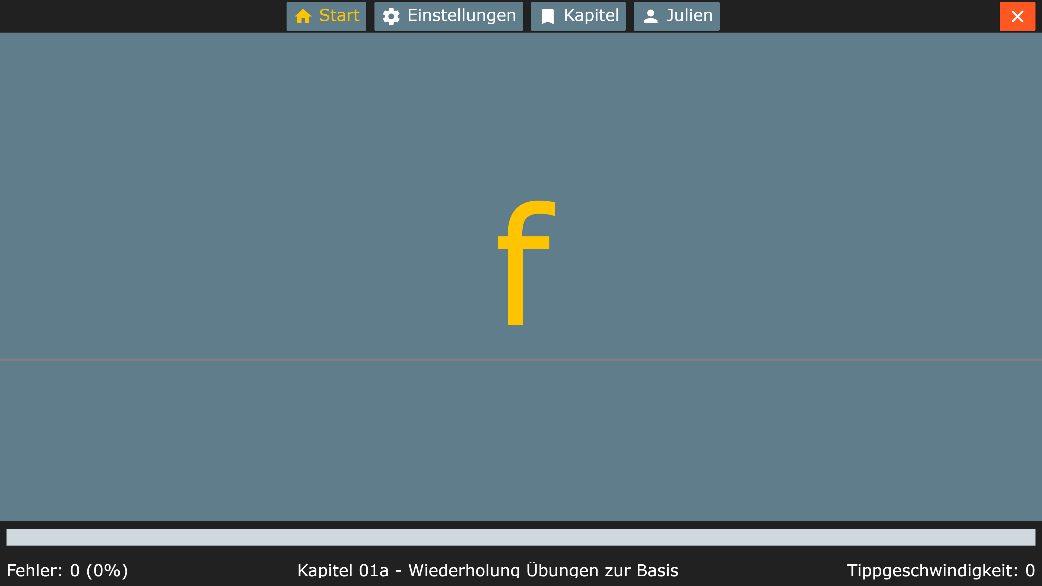 Start Einstellungen Kapitel Julien
f
Fehler: 0 (0%) Kapitel 01a - Wiederholung Übungen zur Basis Tippgeschwindigkeit: 0